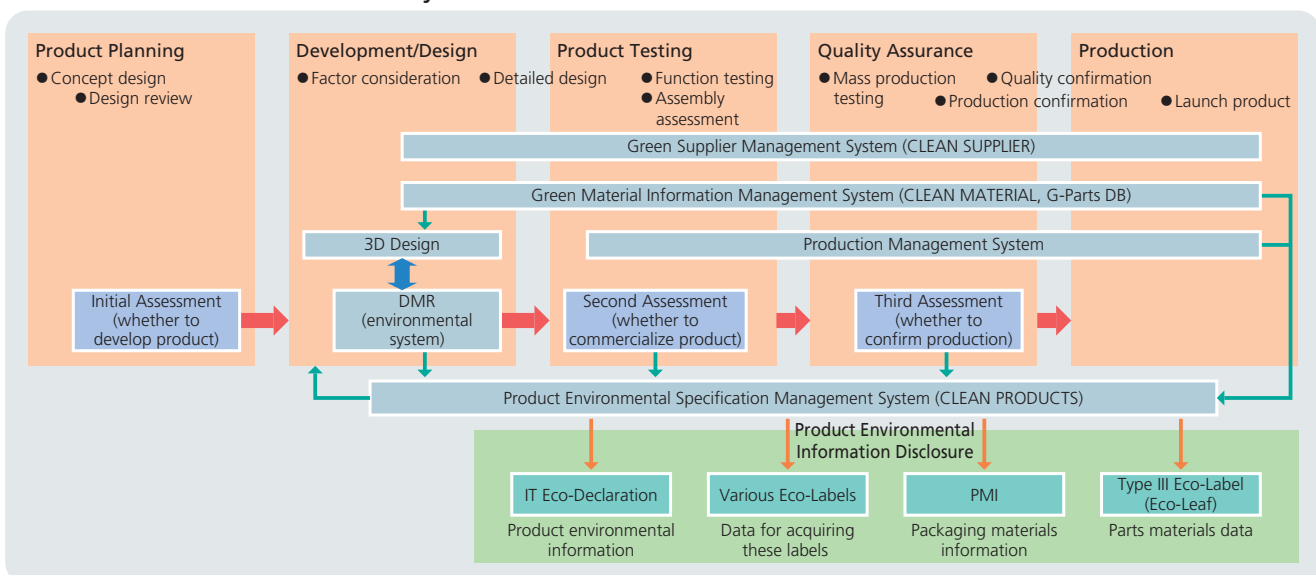 Product Planning
● Concept design
● Design review
Development/Design
● Factor consideration
● Detailed design
Product Testing
● Function testing
● Assembly
assessment
Quality Assurance
● Mass production
testing
● Quality confirmation
● Production confirmation
Production
● Launch product
Green Supplier Management System (CLEAN SUPPLIER)
Green Material Information Management System (CLEAN MATERIAL, G-Parts DB)
3D Design
Production Management System
Initial Assessment
(whether to
develop product)
DMR
(environmental
system)
Second Assessment
(whether to
commercialize product)
Third Assessment
(whether to
confirm production)
Product Environmental Specification Management System (CLEAN PRODUCTS)
Product Environmental
Information Disclosure
IT Eco-Declaration
Product environmental
information
Various Eco-Labels
Data for acquiring
these labels
PMI
Packaging materials
information
Type III Eco-Label
(Eco-Leaf)
Parts materials data